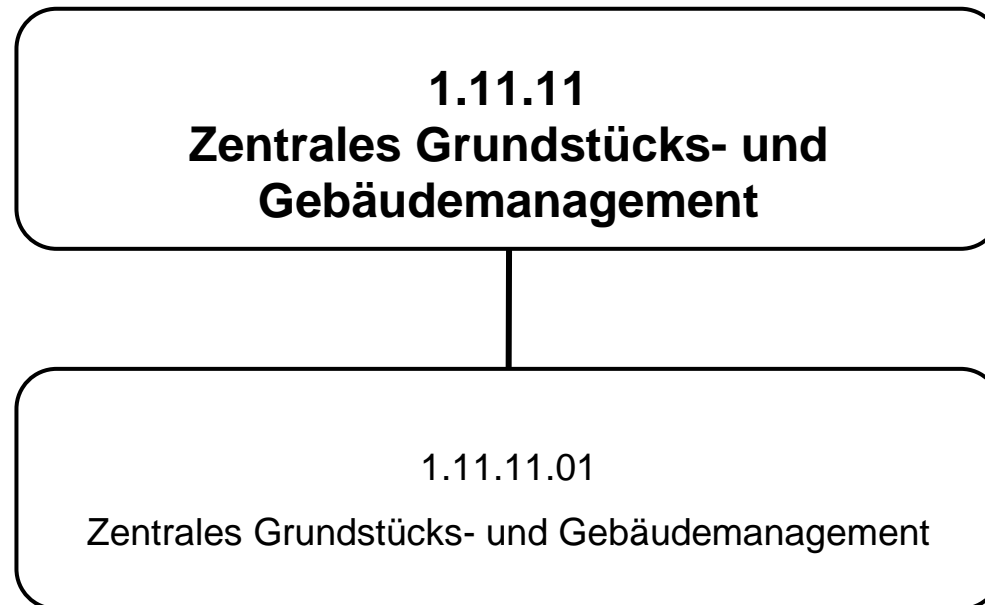 1.11.11
Zentrales Grundstücks- und
Gebäudemanagement
1.11.11.01
Zentrales Grundstücks- und Gebäudemanagement